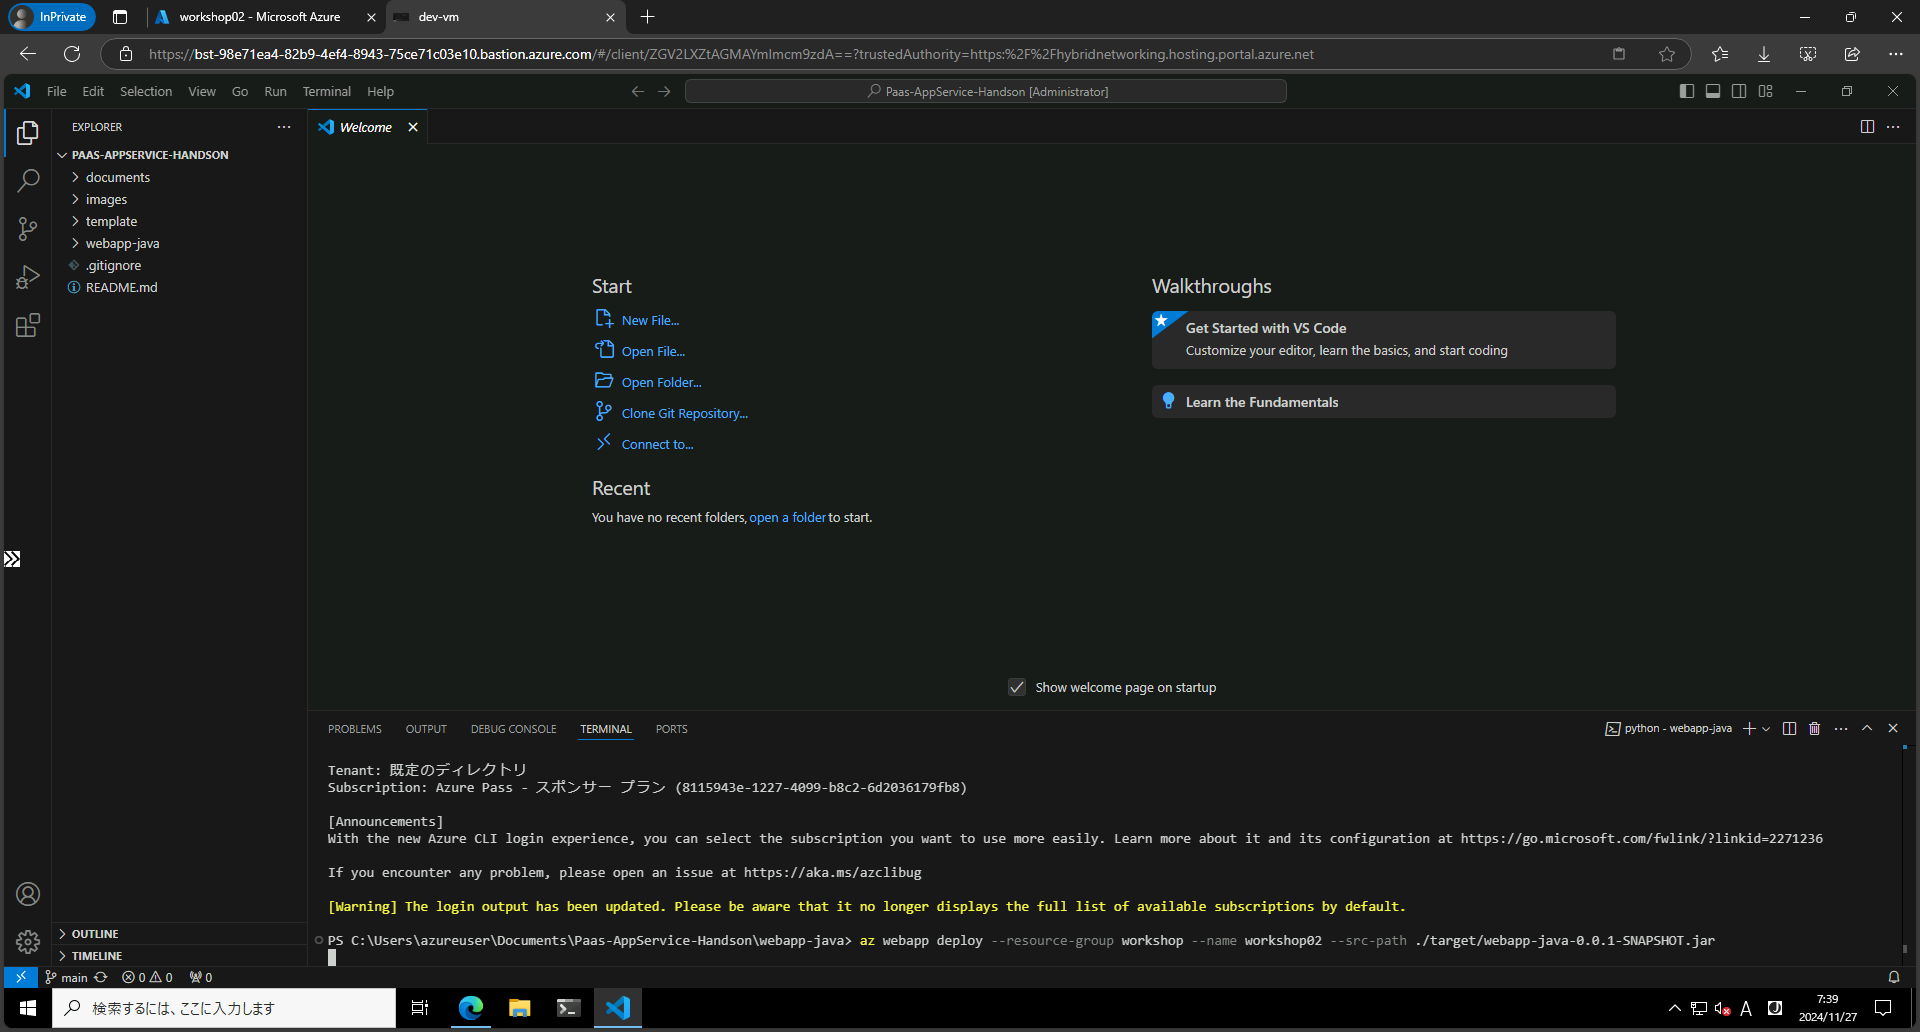 InPrivate
workshop02 - Microsoft Azure
dev-vm
https://bst-98e71ea4-82b9-4ef4-8943-75ce71c03e10.bastion.azure.com/#/client/ZGV2LXZtAGMAYmlmcm9zdA==?trustedAuthority=https:%2F%2Fhybridnetworking.hosting.portal.azure.net
File Edit Selection View Go Run Terminal Help
Paas-AppService-Handson [Administrator]
EXPLORER
Welcome
PAAS-APPSERVICE-HANDSON
documents
images
template
webapp-java
.gitignore
README.md
Start
New File...
Open File...
Open Folder...
Clone Git Repository...
Connect to...
Recent
You have no recent folders, open a folder to start.
Walkthroughs
Get Started with VS Code
Customize your editor, learn the basics, and start coding
Learn the Fundamentals
Show welcome page on startup
PROBLEMS OUTPUT DEBUG CONSOLE TERMINAL PORTS
python - webapp-java
Tenant: 既定のディレクトリ
Subscription: Azure Pass - スポンサー プラン (8115943e-1227-4099-b8c2-6d2036179fb8)
[Announcements]
With the new Azure CLI login experience, you can select the subscription you want to use more easily. Learn more about it and its configuration at https://go.microsoft.com/fwlink/?linkid=2271236
If you encounter any problem, please open an issue at https://aka.ms/azclibug
[Warning] The login output has been updated. Please be aware that it no longer displays the full list of available subscriptions by default.
PS C:\Users\azureuser\Documents\Paas-AppService-Handson\webapp-java> az webapp deploy --resource-group workshop --name workshop02 --src-path ./target/webapp-java-0.0.1-SNAPSHOT.jar
OUTLINE
TIMELINE
main 0 0 0
検索するには、ここに入力します
A
7:39
2024/11/27